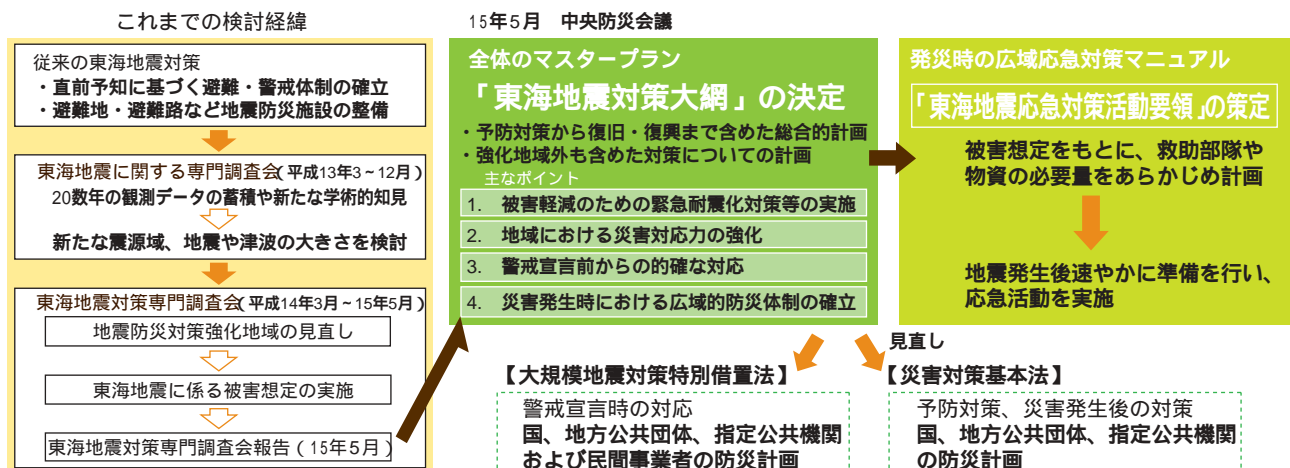 これまでの検討経緯
従来の東海地震対策
・直前予知に基づく避難・警戒体制の確立
・避難地・避難路など地震防災施設の整備
東海地震に関する専門調査会(平成13年3~12月)
20数年の観測データの蓄積や新たな学術的知見
新たな震源域、地震や津波の大きさを検討
東海地震対策専門調査会(平成14年3月~15年5月)
地震防災対策強化地域の見直し
東海地震に係る被害想定の実施
東海地震対策専門調査会報告(15年5月)
15年5月 中央防災会議
全体のマスタープラン
「東海地震対策大綱」の決定
・予防対策から復旧・復興まで含めた総合的計画
・強化地域外も含めた対策についての計画
主なポイント
1. 被害軽減のための緊急耐震化対策等の実施
2. 地域における災害対応力の強化
3. 警戒宣言前からの的確な対応
4. 災害発生時における広域的防災体制の確立
発災時の広域応急対策マニュアル
「東海地震応急対策活動要領」の策定
被害想定をもとに、救助部隊や
物資の必要量をあらかじめ計画
地震発生後速やかに準備を行い、
応急活動を実施
見直し
【大規模地震対策特別借置法】
警戒宣言時の対応
国、地方公共団体、指定公共機関
および民間事業者の防災計画
【災害対策基本法】
予防対策、災害発生後の対策
国、地方公共団体、指定公共機関
の防災計画